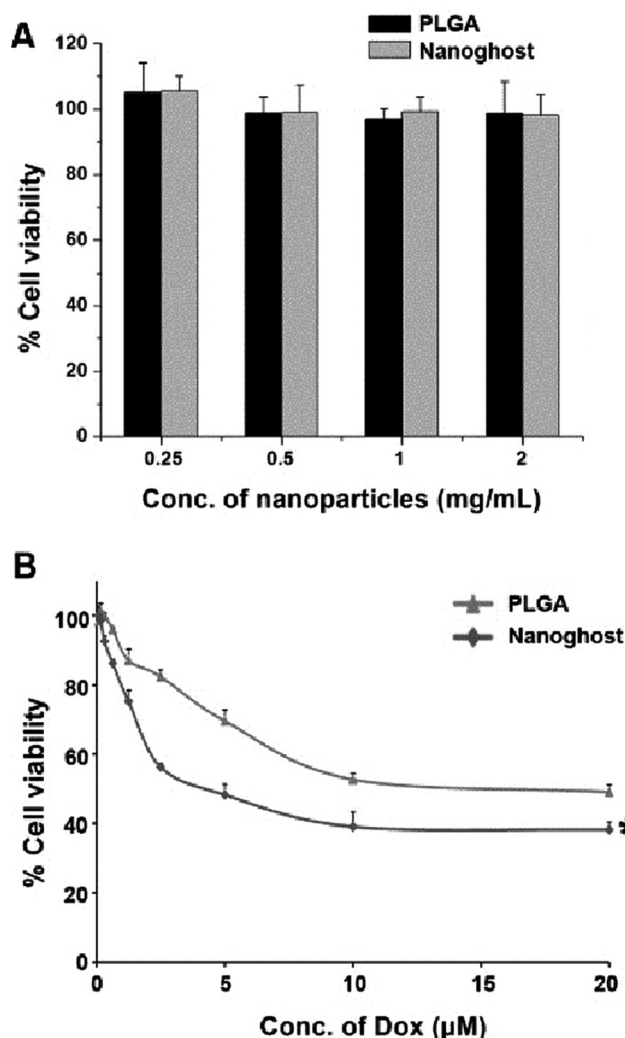 A
PLGA
Nanoghost
120
100
80
60
40
20
0
% Cell viability
0.25 0.5 1 2
Conc. of nanoparticles (mg/mL)
B
PLGA
Nanoghost
100
80
60
40
20
0
% Cell viability
*
0 5 10 15 20
Conc. of Dox (μM)